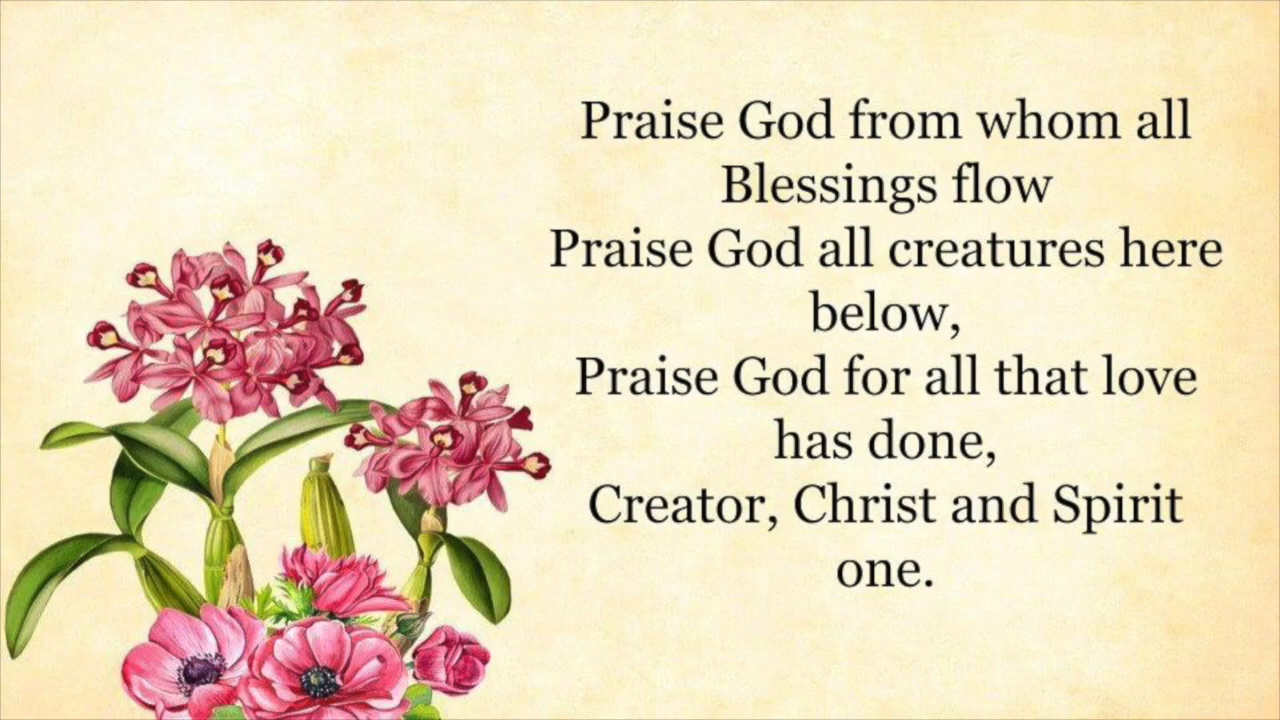 Praise God from whom all
Blessings flow
Praise God all creatures here
below,
Praise God for all that love
has done,
Creator, Christ and Spirit
one.